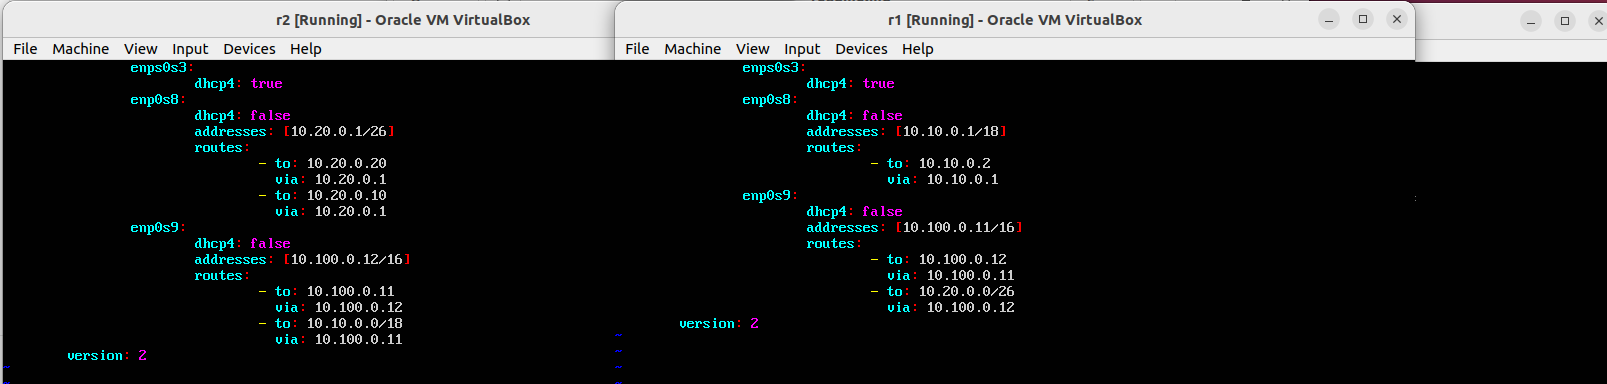 r2 [Running] - Oracle VM VirtualBox
File Machine View Input Devices Help
enps0s3:
dhcp4: true
enp0s8:
dhcp4: false
addresses: [10.20.0.1/26]
routes:
- to: 10.20.0.20
via: 10.20.0.1
- to: 10.20.0.10
via: 10.20.0.1
enp0s9:
dhcp4: false
addresses: [10.100.0.12/16]
routes:
- to: 10.100.0.11
via: 10.100.0.12
- to: 10.10.0.0/18
via: 10.100.0.11
version: 2
~
~
r1 [Running] - Oracle VM VirtualBox
File Machine View Input Devices Help
enps0s3:
dhcp4: true
enp0s8:
dhcp4: false
addresses: [10.10.0.1/18]
routes:
- to: 10.10.0.2
via: 10.10.0.1
enp0s9:
dhcp4: false
addresses: [10.100.0.11/16]
routes:
- to: 10.100.0.12
via: 10.100.0.11
- to: 10.20.0.0/26
via: 10.100.0.12
version: 2
~
~
~
~